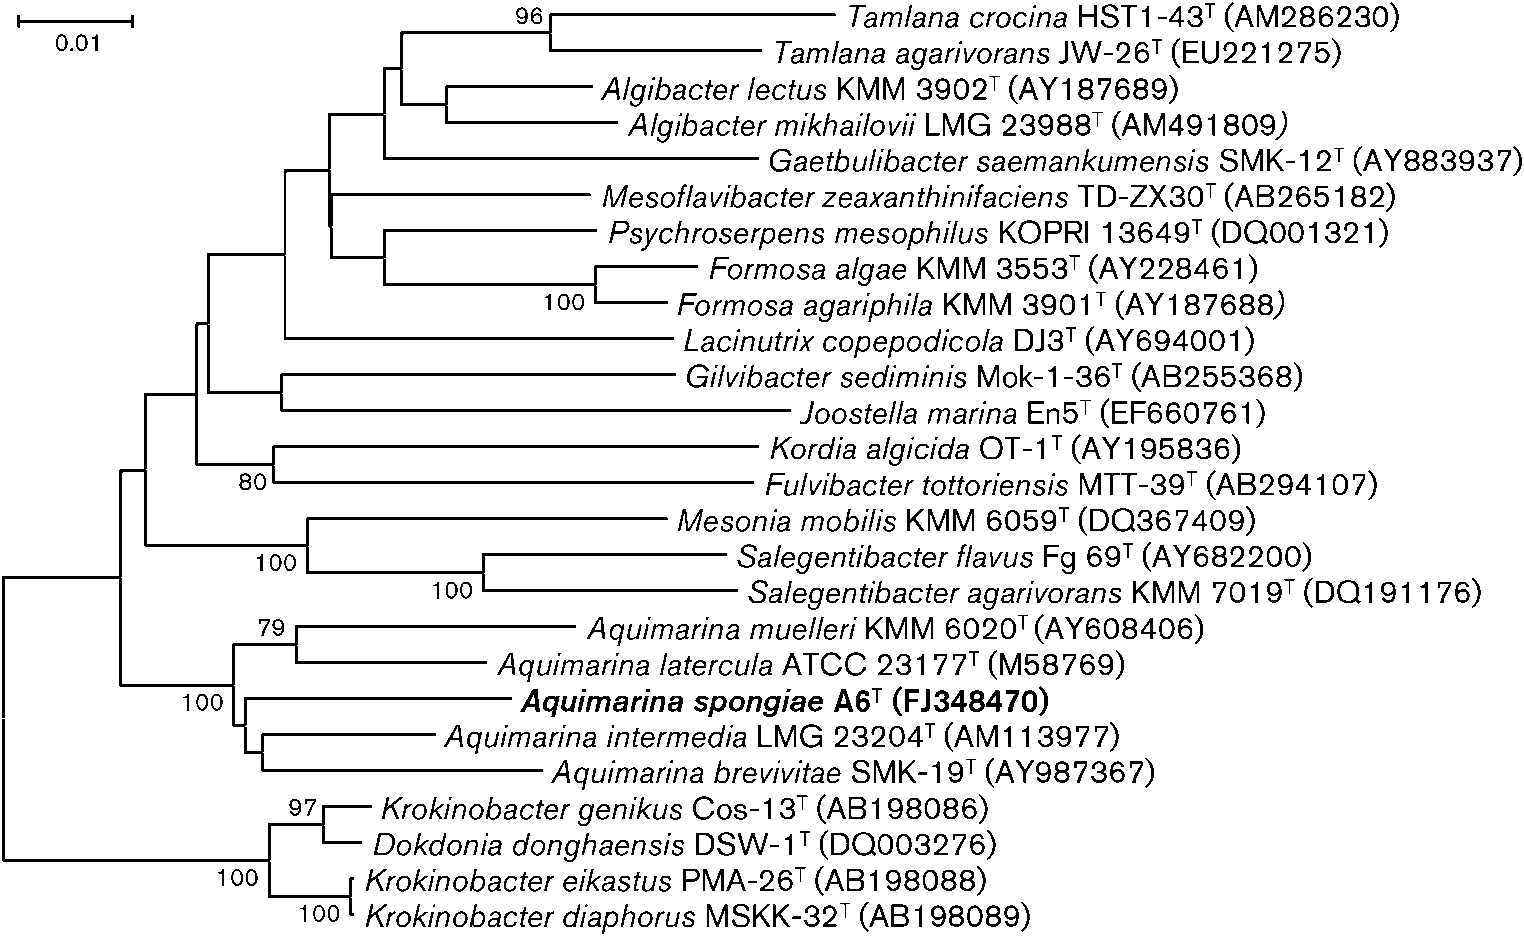 96 Tamlana crocina HST1-43ᵀ (AM286230)
0.01
Tamlana agarivorans JW-26ᵀ (EU221275)
Algibacter lectus KMM 3902ᵀ (AY187689)
Algibacter mikhailovii LMG 23988ᵀ (AM491809)
Gaetbulibacter saemankumensis SMK-12ᵀ (AY883937)
Mesoflavibacter zeaxanthinifaciens TD-ZX30ᵀ (AB265182)
Psychroserpens mesophilus KOPRI 13649ᵀ (DQ001321)
Formosa algae KMM 3553ᵀ (AY228461)
100 Formosa agariphila KMM 3901ᵀ (AY187688)
Lacinutrix copepodicola DJ3ᵀ (AY694001)
Gilvibacter sediminis Mok-1-36ᵀ (AB255368)
Joostella marina En5ᵀ (EF660761)
Kordia algicida OT-1ᵀ (AY195836)
80 Fulvibacter tottoriensis MTT-39ᵀ (AB294107)
Mesonia mobilis KMM 6059ᵀ (DQ367409)
100 Salegentibacter flavus Fg 69ᵀ (AY682200)
100 Salegentibacter agarivorans KMM 7019ᵀ (DQ191176)
79 Aquimarina muelleri KMM 6020ᵀ (AY608406)
Aquimarina latercula ATCC 23177ᵀ (M58769)
100 Aquimarina spongiae A6ᵀ (FJ348470)
Aquimarina intermedia LMG 23204ᵀ (AM113977)
Aquimarina brevivitae SMK-19ᵀ (AY987367)
97 Krokinobacter genikus Cos-13ᵀ (AB198086)
Dokdonia donghaensis DSW-1ᵀ (DQ003276)
100 Krokinobacter eikastus PMA-26ᵀ (AB198088)
100 Krokinobacter diaphorus MSKK-32ᵀ (AB198089)